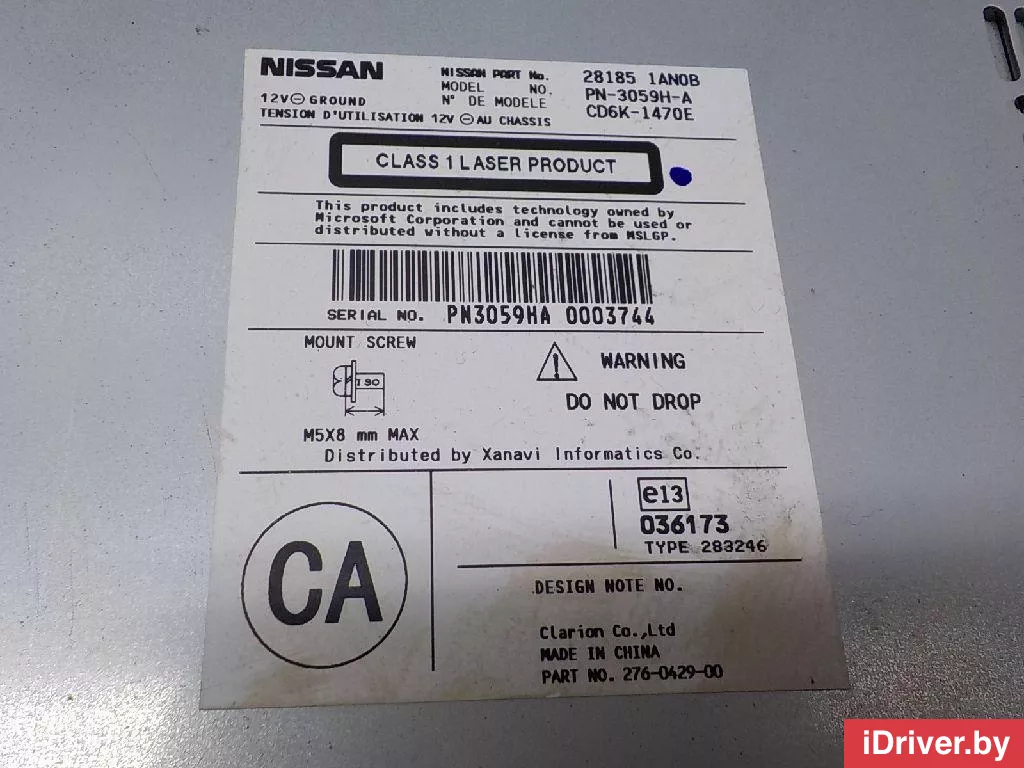 NISSAN
NISSAN PART No. 28185 1AN0B
MODEL NO. PN-3059H-A
N° DE MODELE CD6K-1470E
12V⊖GROUND
TENSION D'UTILISATION 12V ⊖AU CHASSIS
CLASS 1 LASER PRODUCT
This product includes technology owned by
Microsoft Corporation and cannot be used or
distributed without a license from MSLGP.
SERIAL NO. PN3059HA 0003744
MOUNT SCREW
ISO
M5X8 mm MAX
WARNING
DO NOT DROP
Distributed by Xanavi Informatics Co.
CA
e13
036173
TYPE 283246
DESIGN NOTE NO.
Clarion Co.,Ltd
MADE IN CHINA
PART NO. 276-0429-00
iDriver.by